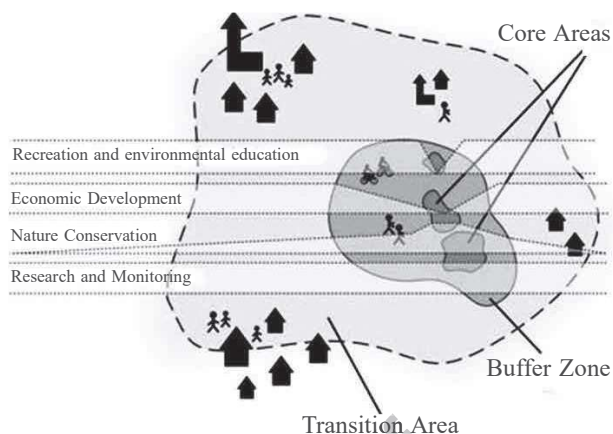 Core Areas
Recreation and environmental education
Economic Development
Nature Conservation
Research and Monitoring
Buffer Zone
Transition Area